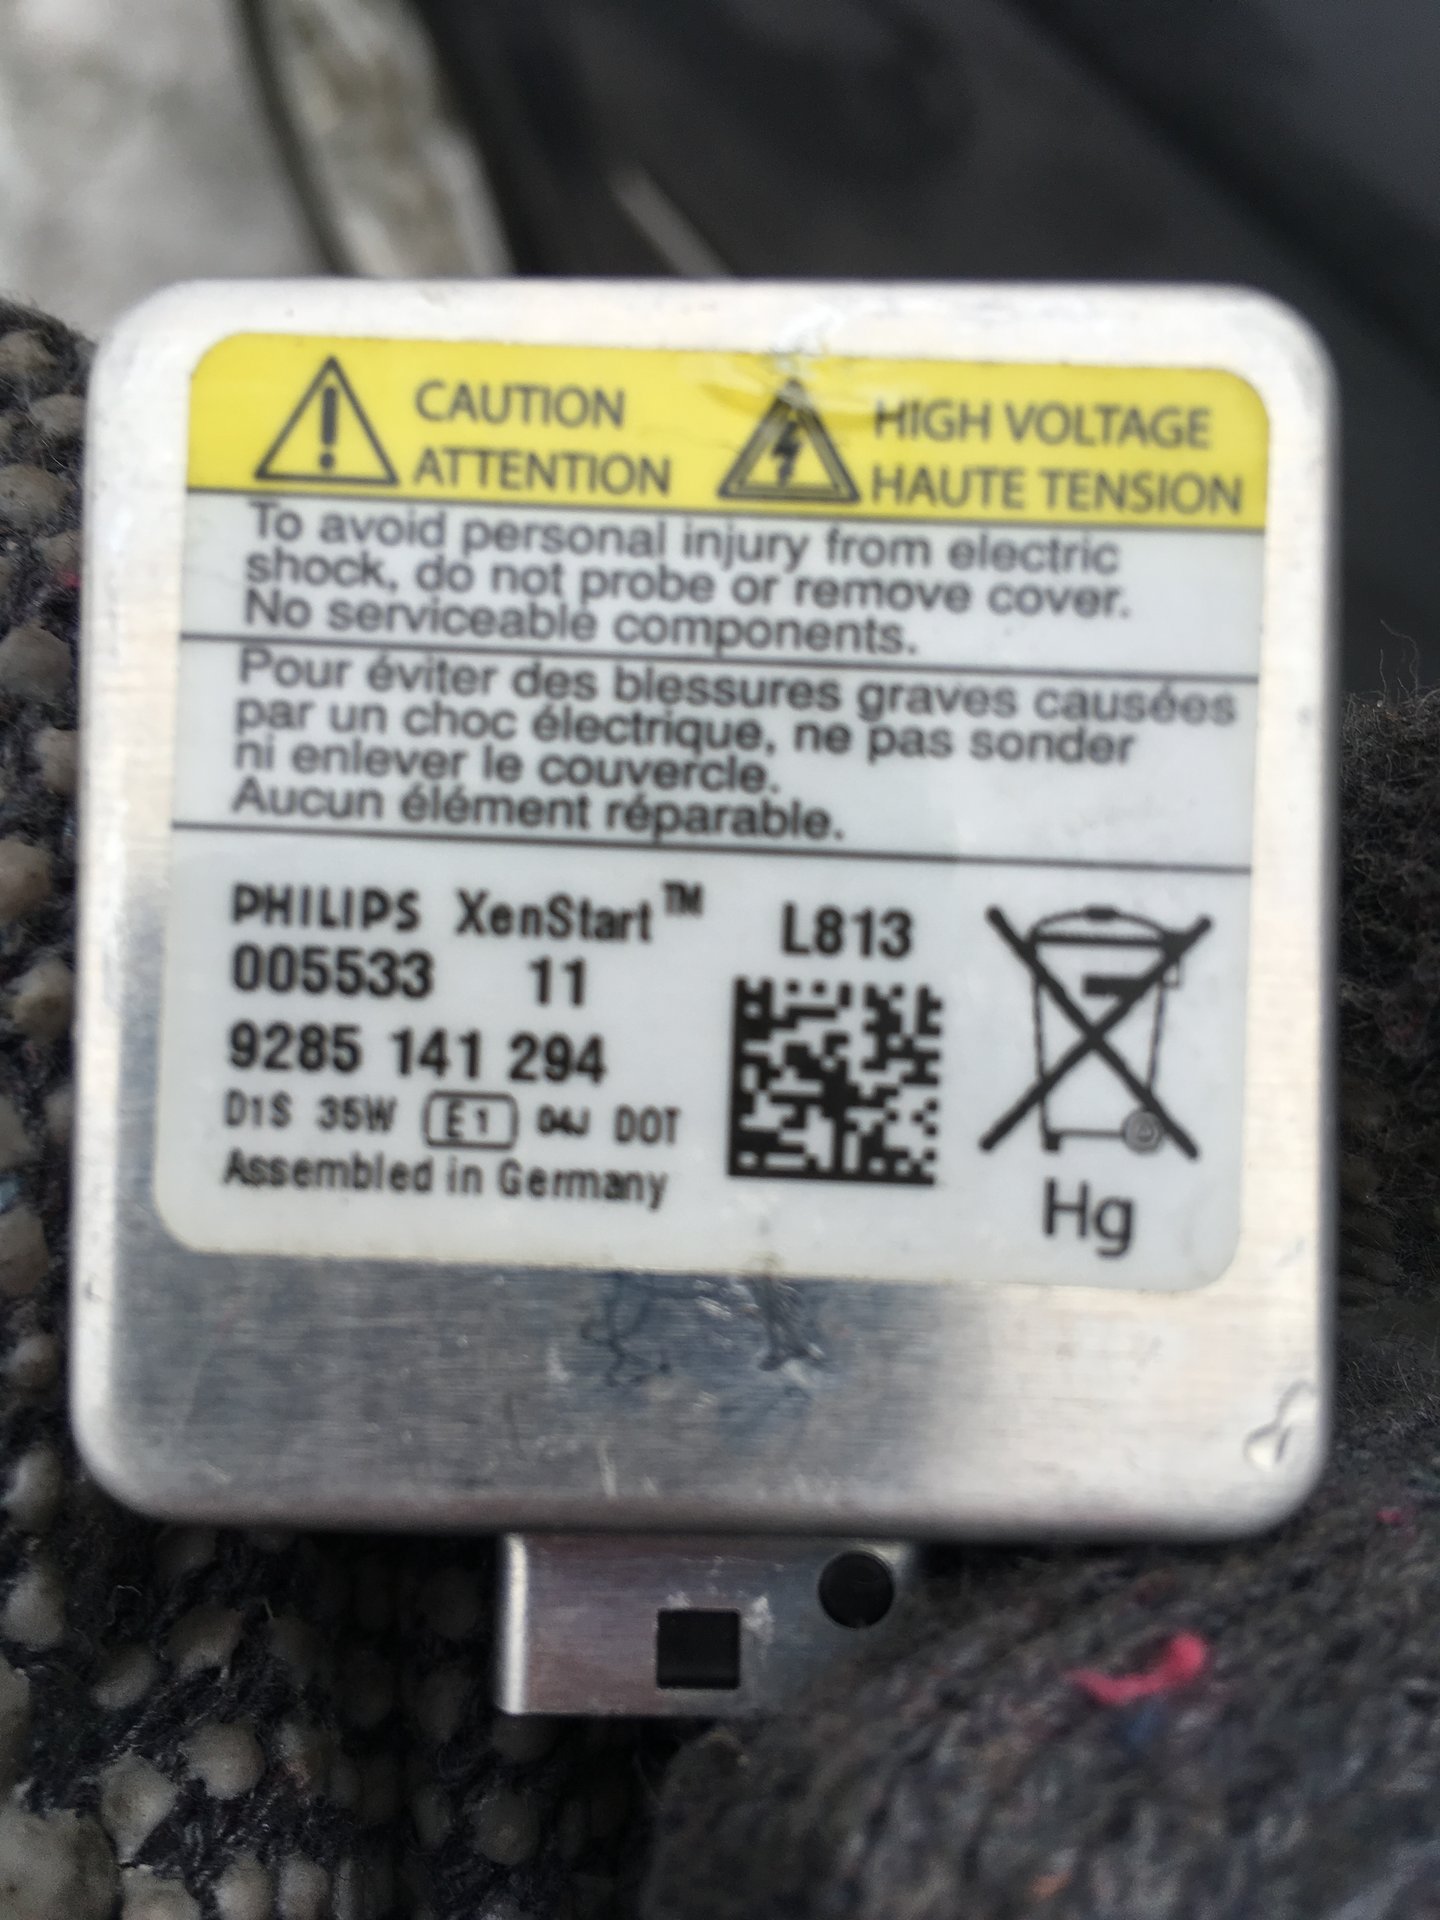 CAUTION
ATTENTION
HIGH VOLTAGE
HAUTE TENSION
To avoid personal injury from electric
shock, do not probe or remove cover.
No serviceable components.
Pour éviter des blessures graves causées
par un choc électrique, ne pas sonder
ni enlever le couvercle.
Aucun élément réparable.
PHILIPS XenStart™ L813
005533 11
9285 141 294
D1S 35W E1 04J DOT
Assembled in Germany
Hg